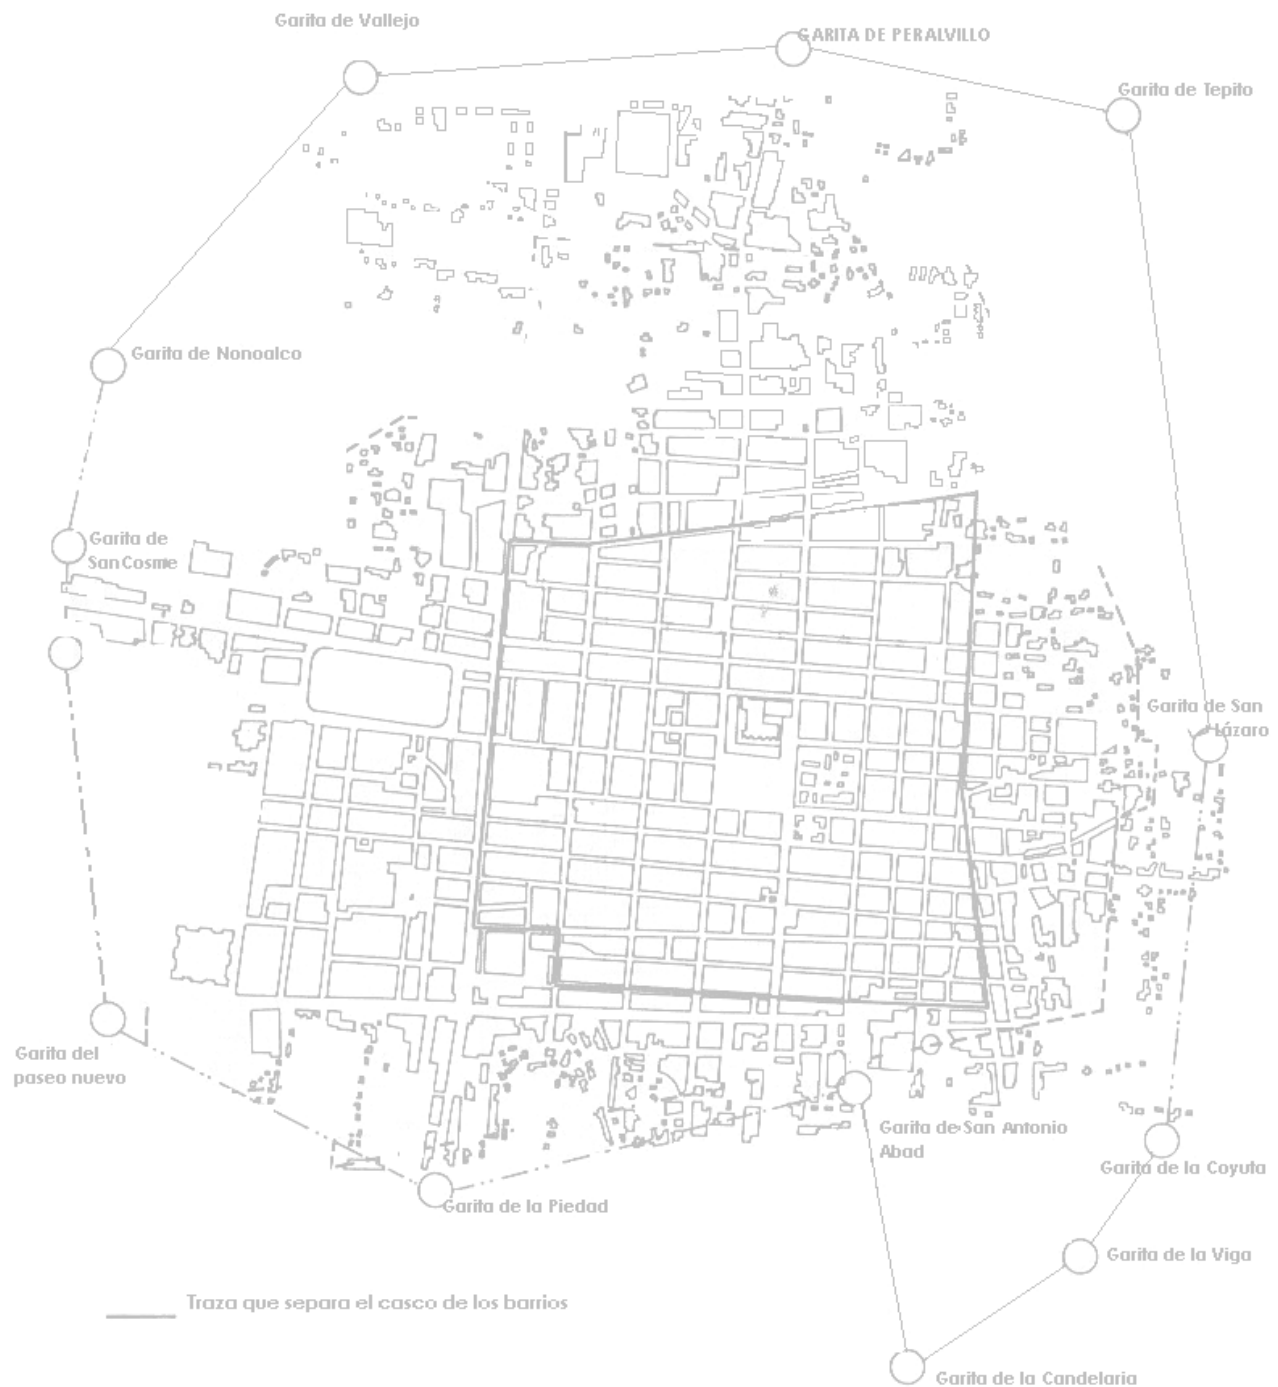 Garita de Vallejo
GARITA DE PERALVILLO
Garita de Tepito
Garita de Nonoalco
Garita de
San Cosme
Garita de San
Lázaro
Garita del
paseo nuevo
Garita de San Antonio
Abad
Garita de la Coyuta
Garita de la Piedad
Garita de la Viga
Traza que separa el casco de los barrios
Garita de la Candelaria